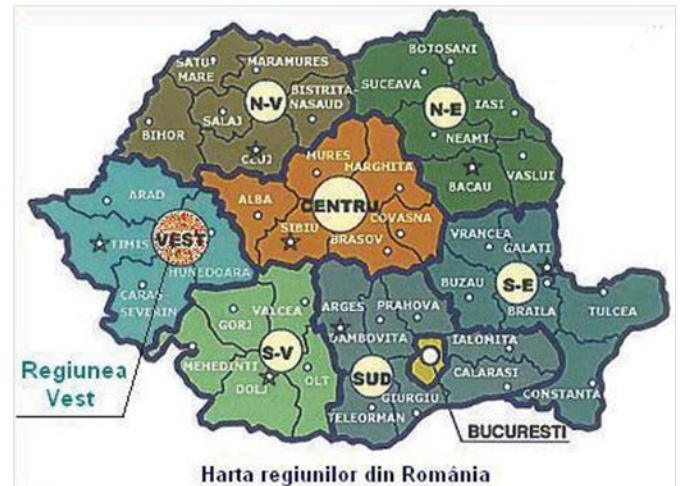 BOTOSANI
SATU
MARE
MARAMURES
SUCEAVA
BISTRITA-
NASAUD
N-V
N-E
IASI
SALAJ
BIHOR
NEAMT
CLUJ
MURES
HARGHITA
VASLUI
BACAU
ARAD
ALBA
CENTRU
COVASNA
SIBIU
BRASOV
VRANCEA
GALATI
TIMIS
VEST
HUNEDOARA
BUZAU
S-E
CARAS
SEVERIN
VALCEA
ARGES
PRAHOVA
BRAILA
TULCEA
GORJ
DAMBOVITA
IALOMITA
S-V
MEHEDINTI
Regiunea
Vest
DOLJ
OLT
SUD
CALARASI
GIURGIU
CONSTANTA
TELEORMAN
BUCURESTI
Harta regiunilor din România